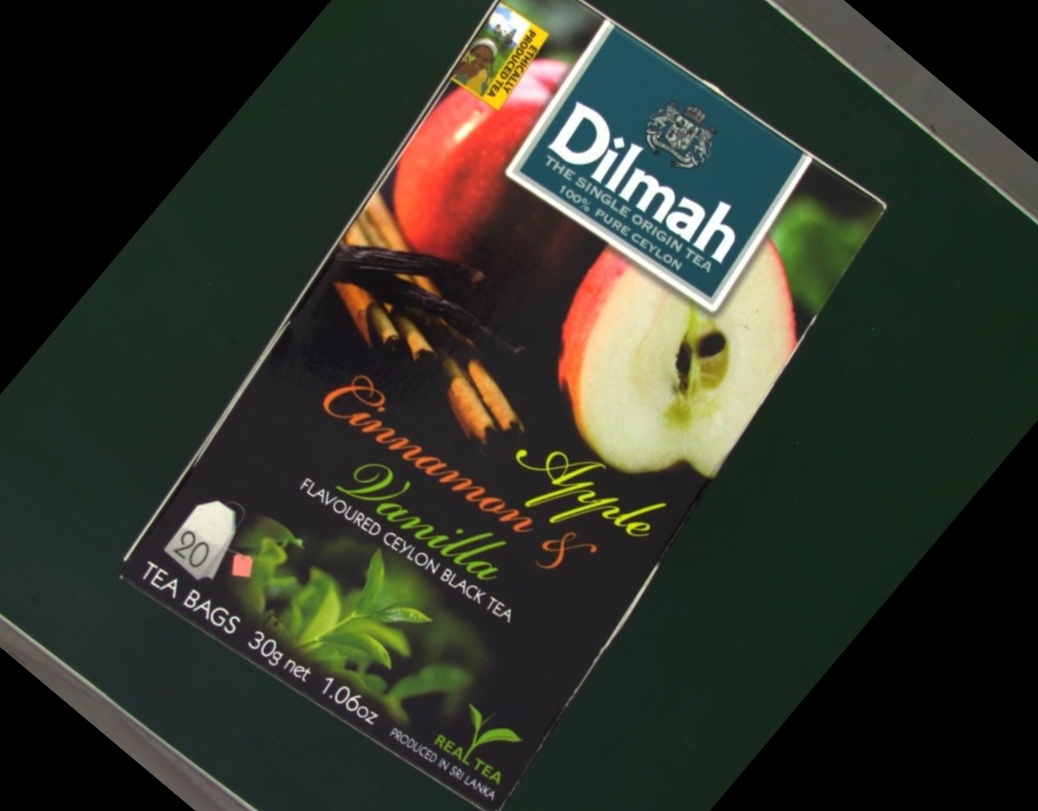 ETHICALLY
PRODUCED TEA
Dilmah
THE SINGLE ORIGIN TEA
100% PURE CEYLON
Apple
Cinnamon &
Vanilla
FLAVOURED CEYLON BLACK TEA
20
TEA BAGS 30g net 1.06oz
REAL TEA
PRODUCED IN SRI LANKA